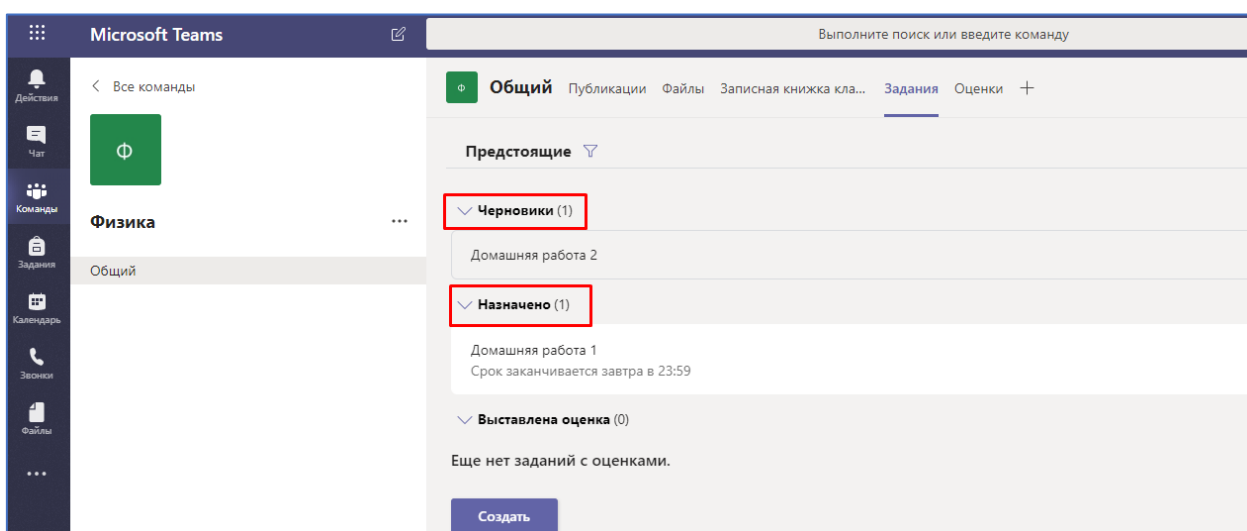 Microsoft Teams
Выполните поиск или введите команду
Действия
Чат
Команды
Задания
Календарь
Звонки
Файлы
Все команды
Ф
Физика
Общий
Ф
Общий Публикации Файлы Записная книжка кла... Задания Оценки
Предстоящие
Черновики (1)
Домашняя работа 2
Назначено (1)
Домашняя работа 1
Срок заканчивается завтра в 23:59
Выставлена оценка (0)
Еще нет заданий с оценками.
Создать